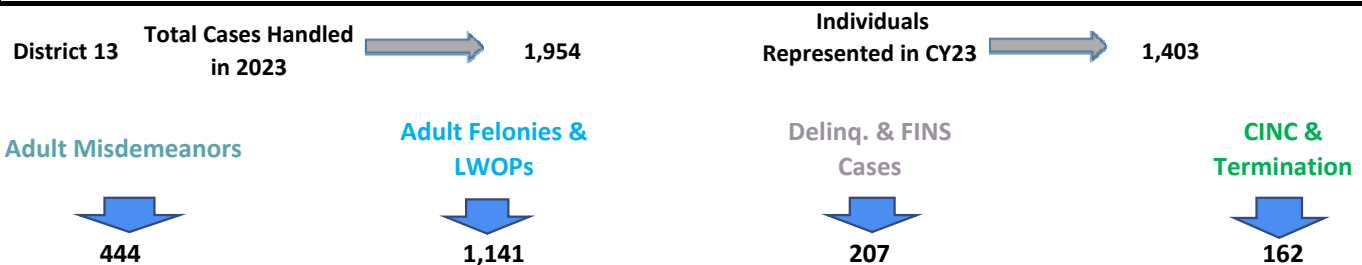 District 13
Total Cases Handled
in 2023
1,954
Individuals
Represented in CY23
1,403
Adult Misdemeanors
Adult Felonies &
LWOPs
Delinq. & FINS
Cases
CINC &
Termination
444
1,141
207
162